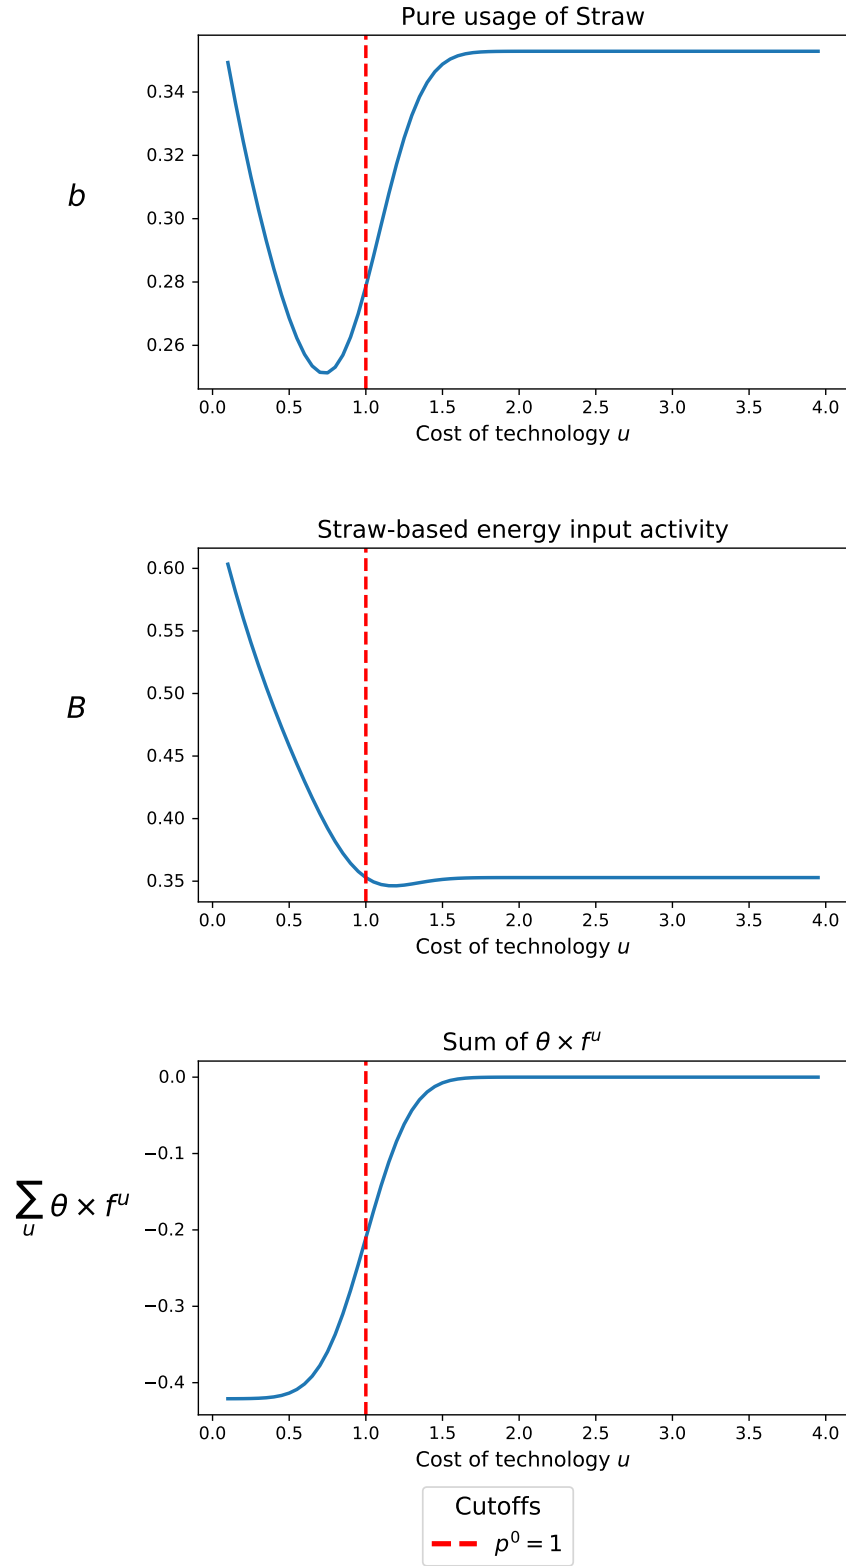 Pure usage of Straw
b
0.34
0.32
0.30
0.28
0.26
0.0 0.5 1.0 1.5 2.0 2.5 3.0 3.5 4.0
Cost of technology u
Straw-based energy input activity
B
0.60
0.55
0.50
0.45
0.40
0.35
0.0 0.5 1.0 1.5 2.0 2.5 3.0 3.5 4.0
Cost of technology u
Sum of θ × f^u
∑_u θ × f^u
0.0
−0.1
−0.2
−0.3
−0.4
0.0 0.5 1.0 1.5 2.0 2.5 3.0 3.5 4.0
Cost of technology u
Cutoffs
p^0 = 1